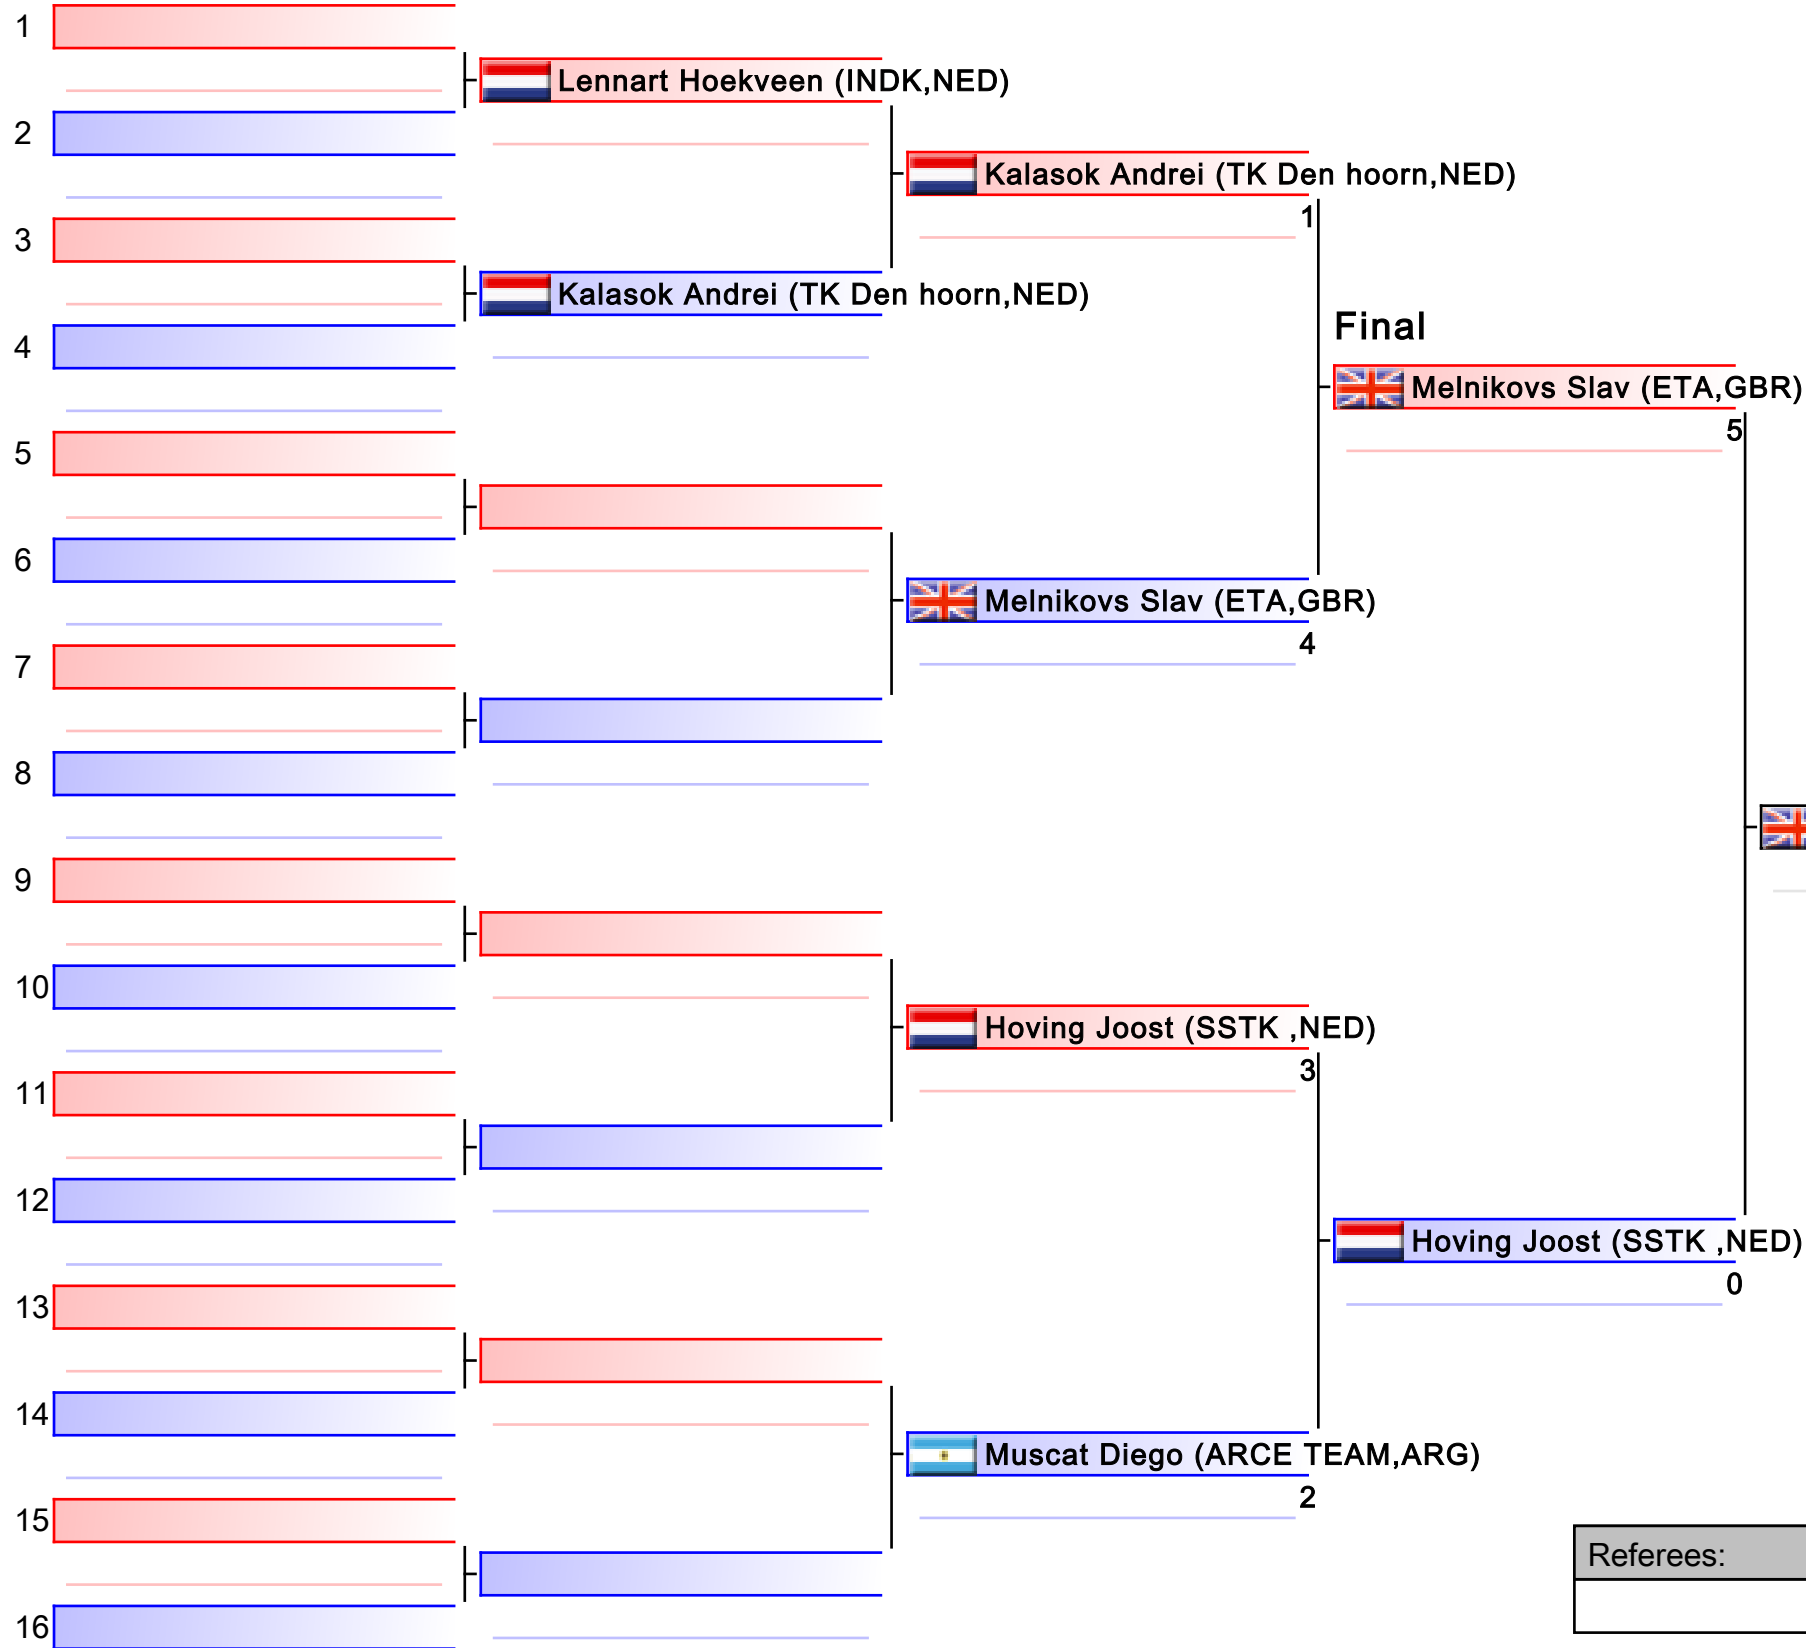 1
Lennart Hoekveen (INDK,NED)
2
Kalasok Andrei (TK Den hoorn,NED)
1
3
Kalasok Andrei (TK Den hoorn,NED)
Final
4
Melnikovs Slav (ETA,GBR)
5
5
6
Melnikovs Slav (ETA,GBR)
4
7
8
9
10
Hoving Joost (SSTK ,NED)
3
11
12
Hoving Joost (SSTK ,NED)
0
13
14
Muscat Diego (ARCE TEAM,ARG)
2
15
Referees:
16